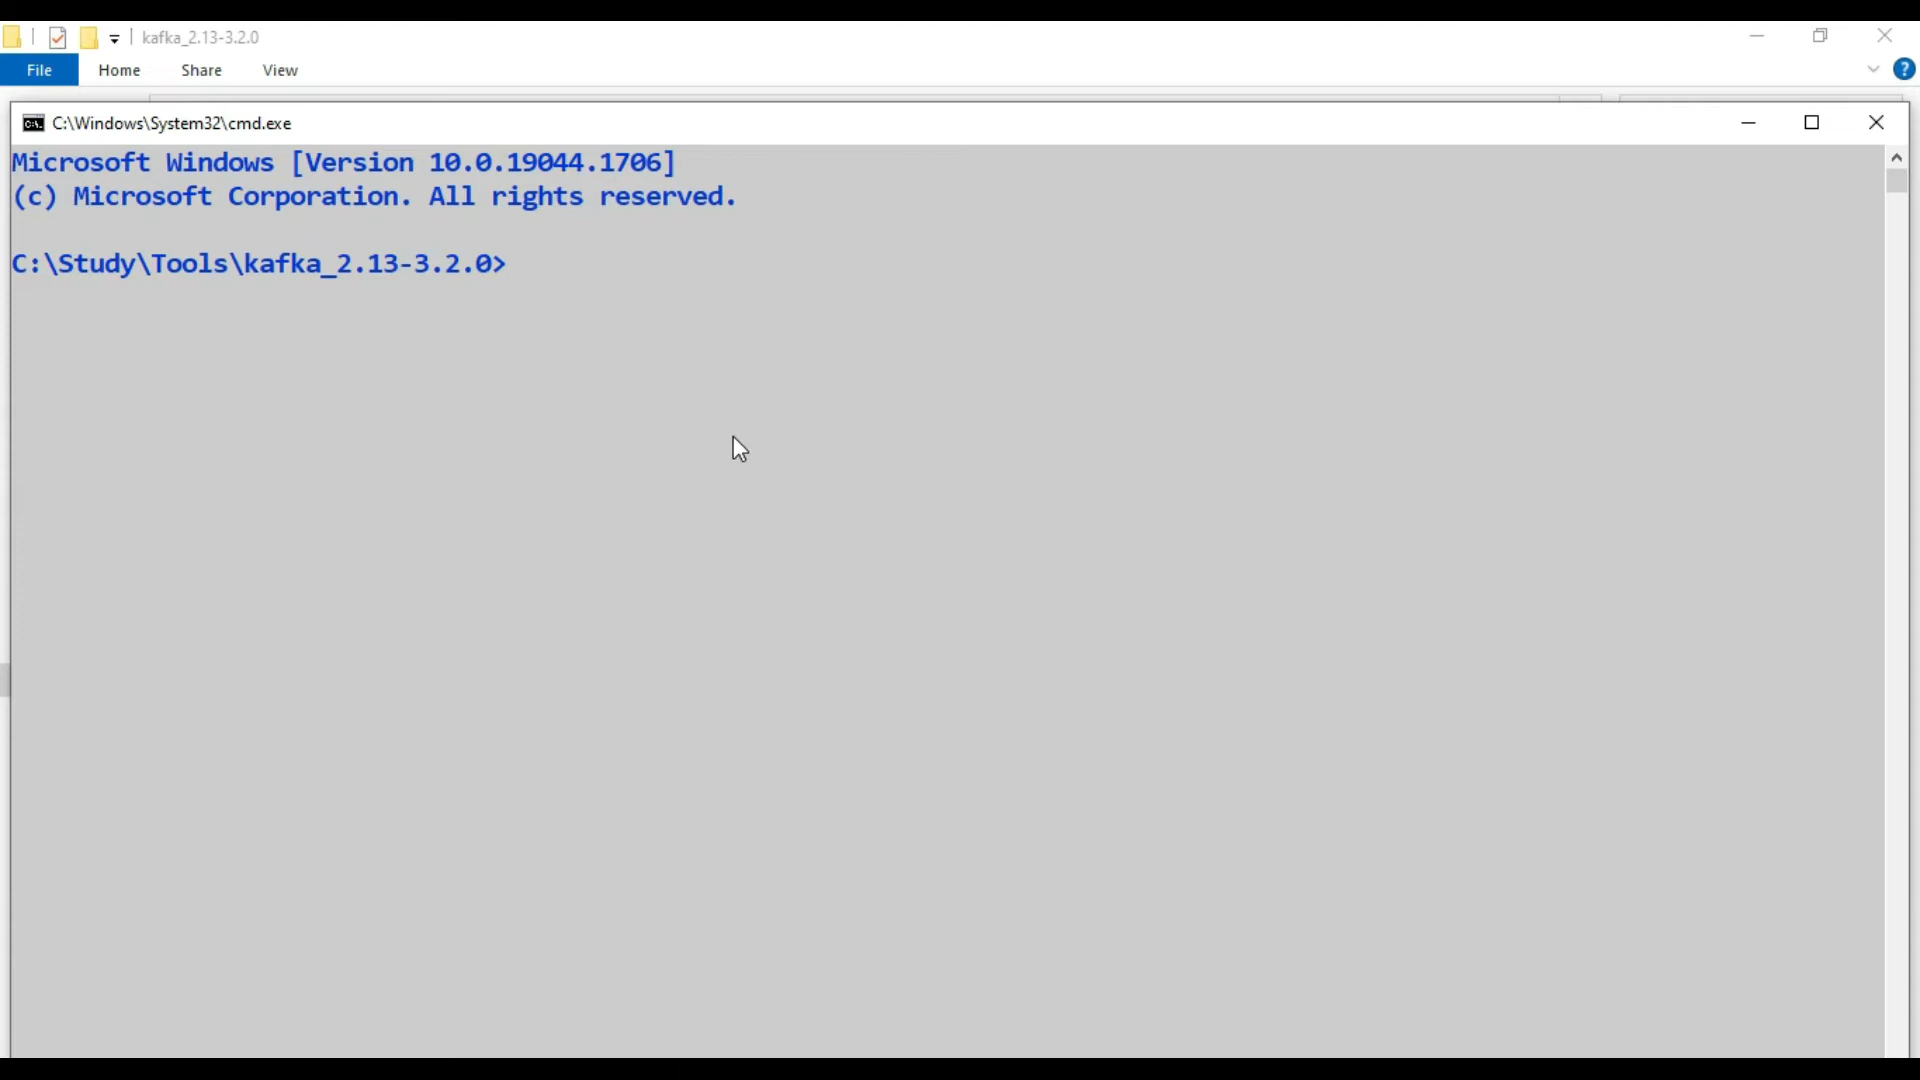 kafka_2.13-3.2.0
File Home Share View
?
C:\Windows\System32\cmd.exe
Microsoft Windows [Version 10.0.19044.1706]
(c) Microsoft Corporation. All rights reserved.
C:\Study\Tools\kafka_2.13-3.2.0>